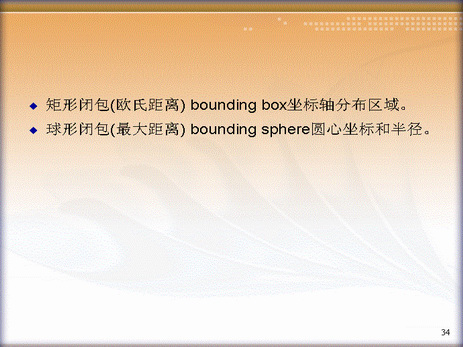 ◆ 矩形闭包(欧氏距离) bounding box坐标轴分布区域。
◆ 球形闭包(最大距离) bounding sphere圆心坐标和半径。
34